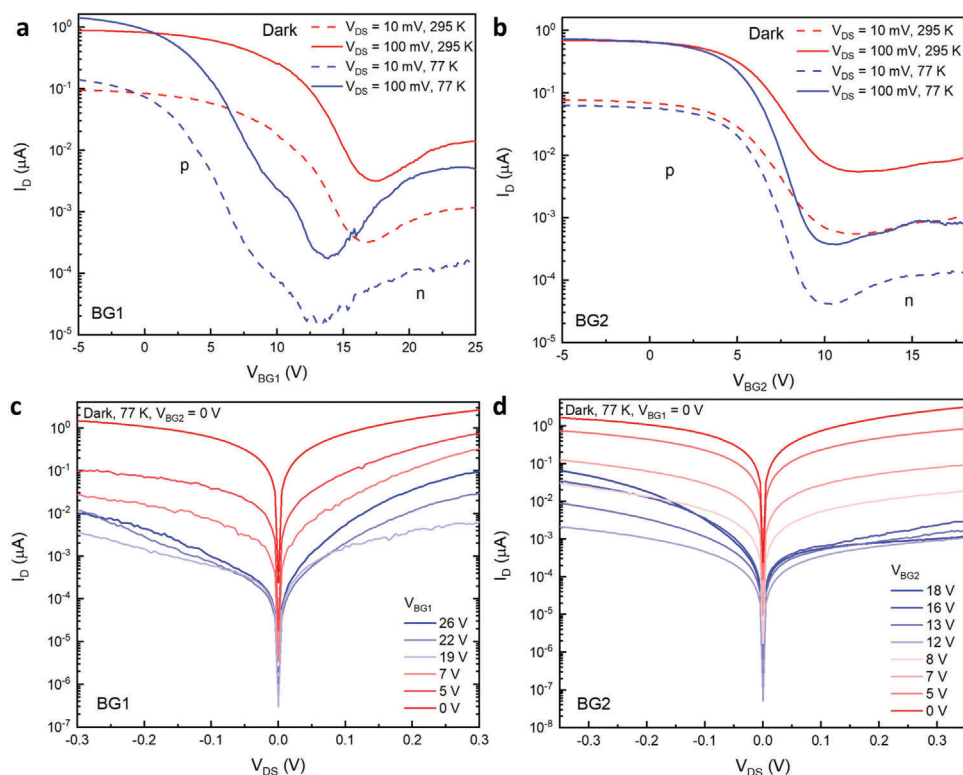 a
Dark
V_DS = 10 mV, 295 K
V_DS = 100 mV, 295 K
V_DS = 10 mV, 77 K
V_DS = 100 mV, 77 K
10^1
10^0
10^-1
10^-2
10^-3
10^-4
10^-5
I_D (μA)
p
n
BG1
-5 0 5 10 15 20 25
V_BG1 (V)
b
Dark
V_DS = 10 mV, 295 K
V_DS = 100 mV, 295 K
V_DS = 10 mV, 77 K
V_DS = 100 mV, 77 K
10^1
10^0
10^-1
10^-2
10^-3
10^-4
10^-5
I_D (μA)
p
n
BG2
-5 0 5 10 15
V_BG2 (V)
c
Dark, 77 K, V_BG2 = 0 V
10^0
10^-1
10^-2
10^-3
10^-4
10^-5
10^-6
10^-7
I_D (μA)
V_BG1
26 V
22 V
19 V
7 V
5 V
0 V
BG1
-0.3 -0.2 -0.1 0.0 0.1 0.2 0.3
V_DS (V)
d
Dark, 77 K, V_BG1 = 0 V
10^0
10^-1
10^-2
10^-3
10^-4
10^-5
10^-6
10^-7
10^-8
I_D (μA)
V_BG2
18 V
16 V
13 V
12 V
8 V
7 V
5 V
0 V
BG2
-0.3 -0.2 -0.1 0.0 0.1 0.2 0.3
V_DS (V)